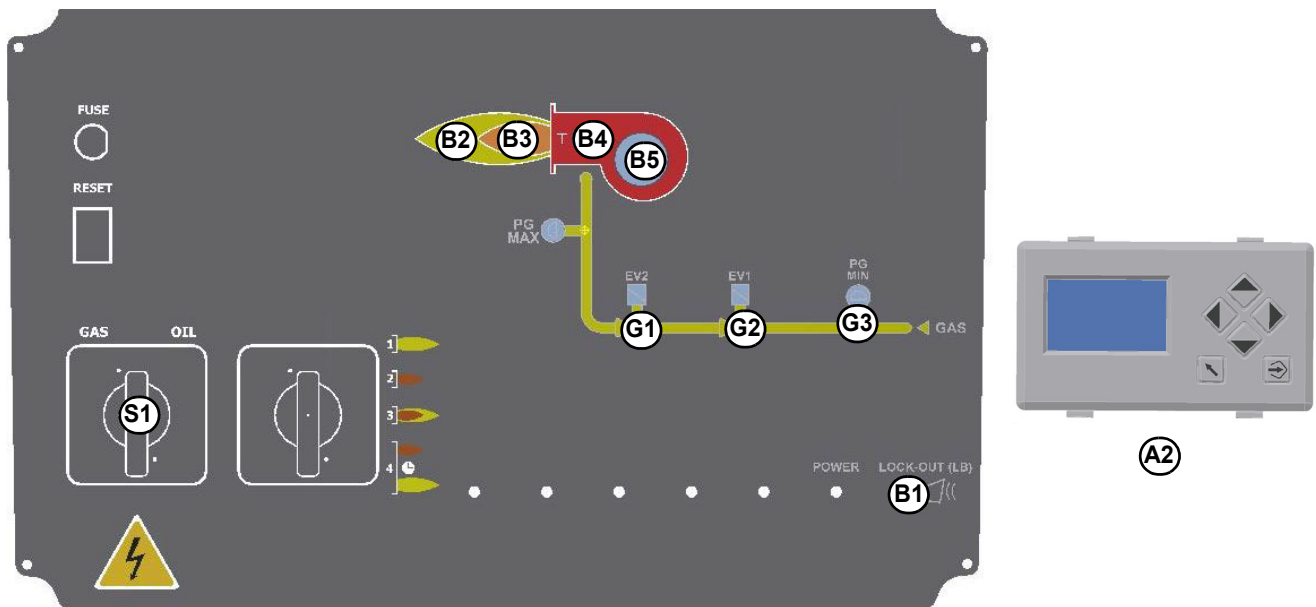 FUSE
RESET
GAS OIL
S1
1
2
3
4
B2 B3 T B4 B5
PG
MAX
EV2
EV1
PG
MIN
G1 G2 G3 GAS
POWER LOCK-OUT (LB)
B1
A2